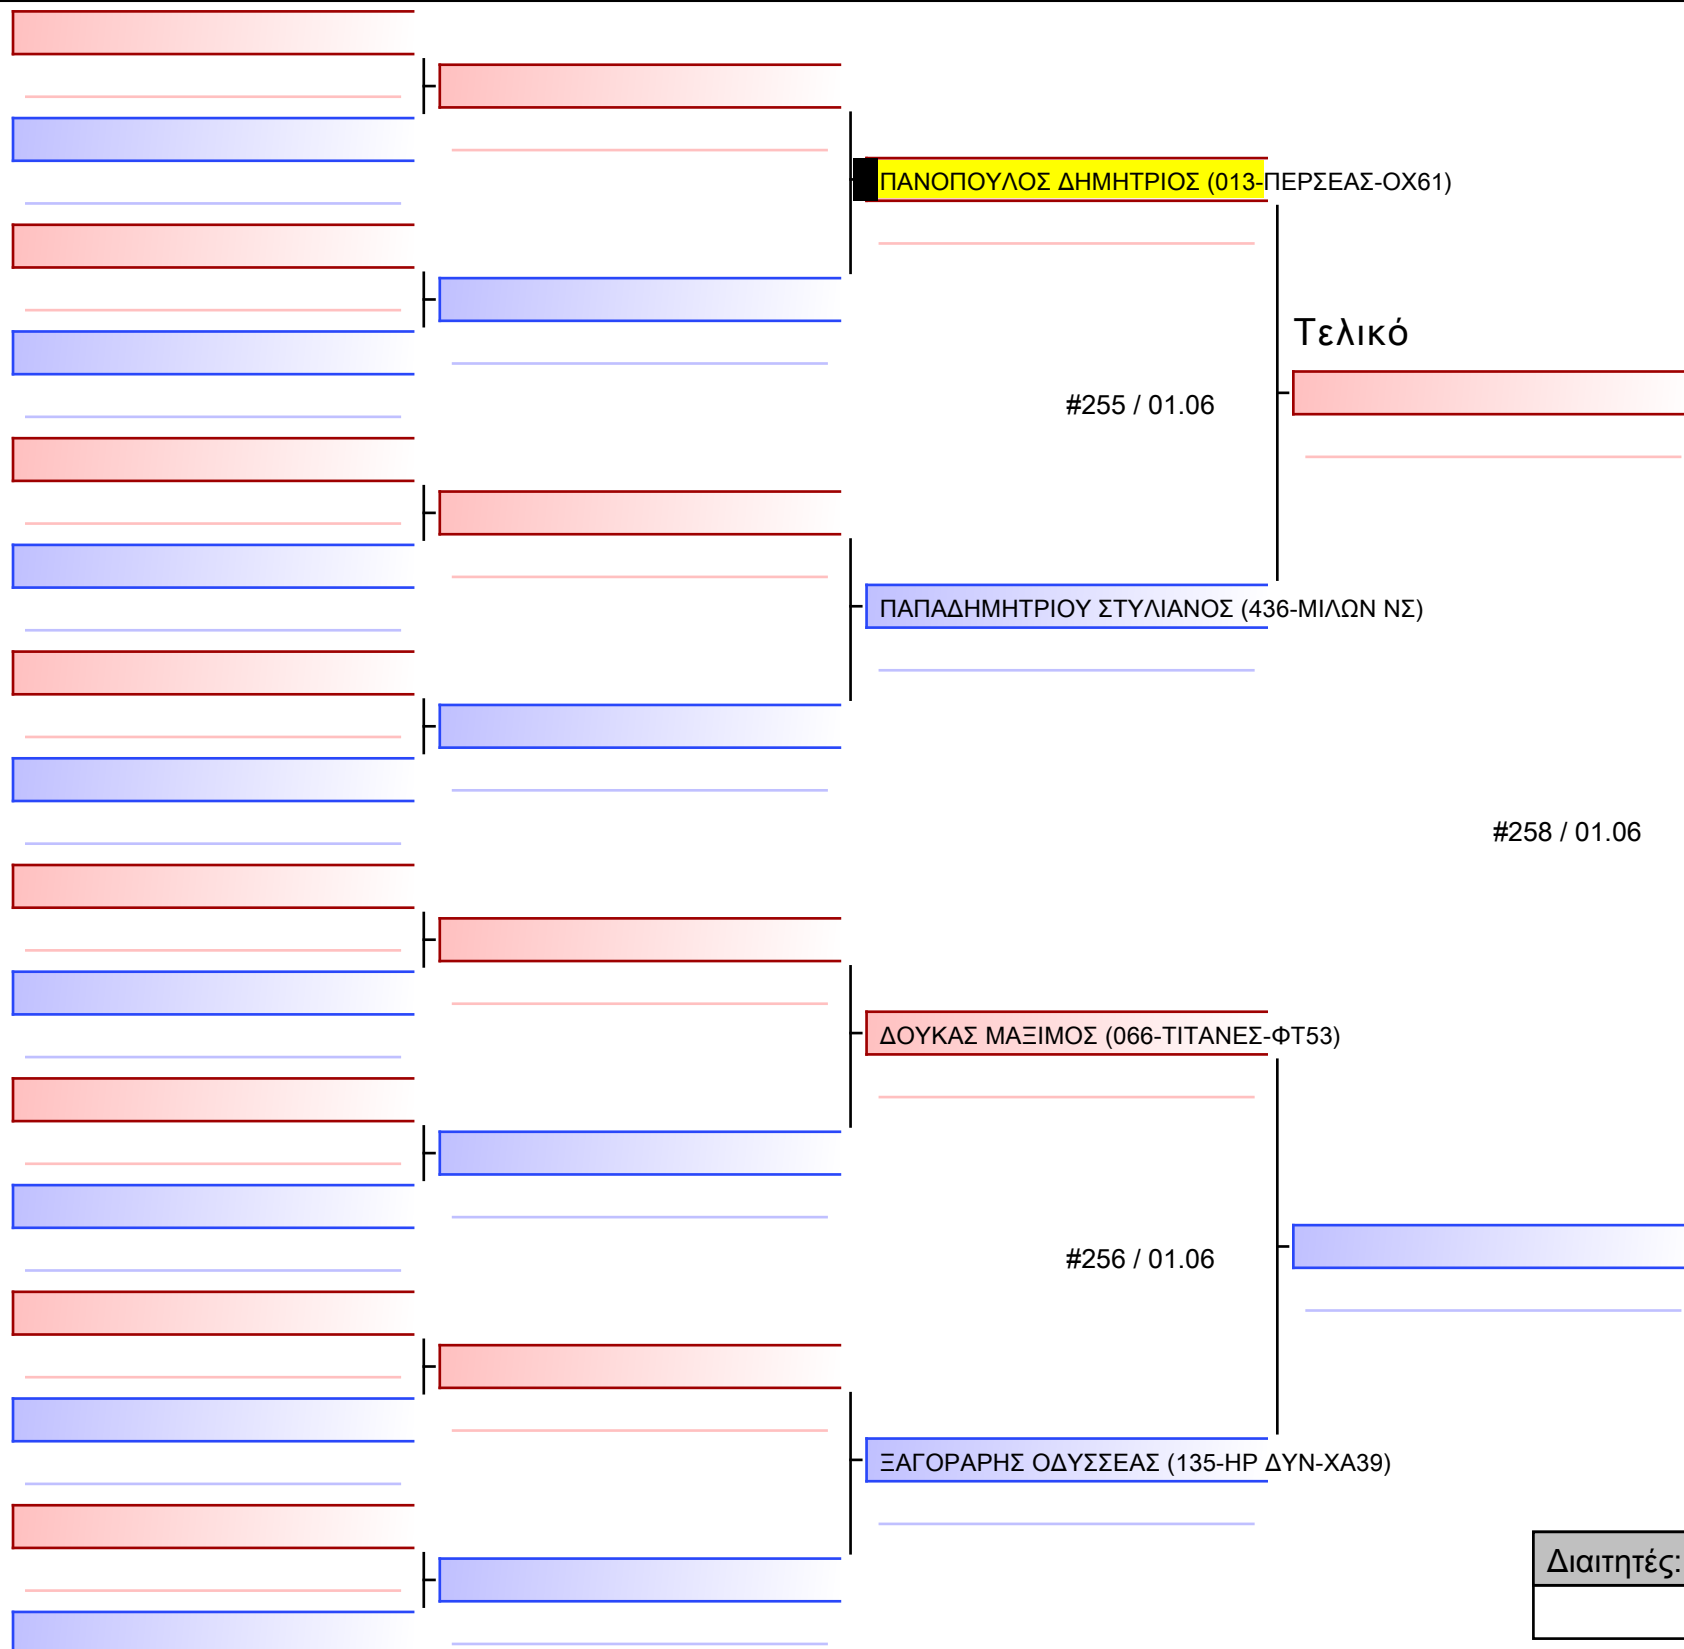 ΠΑΝΟΠΟΥΛΟΣ ΔΗΜΗΤΡΙΟΣ (013-ΠΕΡΣΕΑΣ-ΟΧ61)
Τελικό
#255 / 01.06
ΠΑΠΑΔΗΜΗΤΡΙΟΥ ΣΤΥΛΙΑΝΟΣ (436-ΜΙΛΩΝ ΝΣ)
#258 / 01.06
ΔΟΥΚΑΣ ΜΑΞΙΜΟΣ (066-ΤΙΤΑΝΕΣ-ΦΤ53)
#256 / 01.06
ΞΑΓΟΡΑΡΗΣ ΟΔΥΣΣΕΑΣ (135-ΗΡ ΔΥΝ-ΧΑ39)
Διαιτητές: